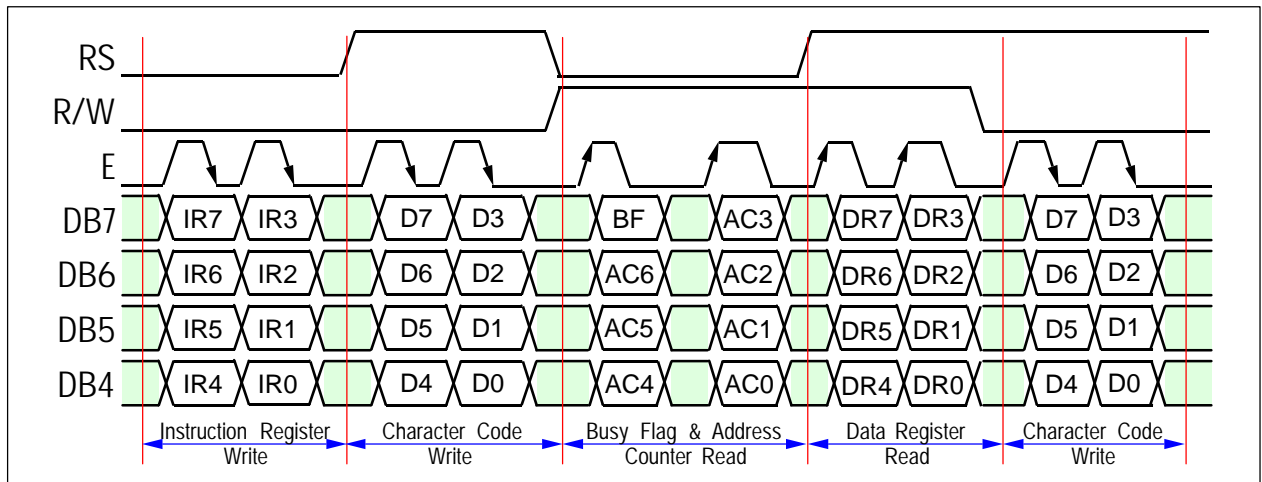 RS
R/W
E
DB7 IR7 IR3 D7 D3 BF AC3 DR7 DR3 D7 D3
DB6 IR6 IR2 D6 D2 AC6 AC2 DR6 DR2 D6 D2
DB5 IR5 IR1 D5 D1 AC5 AC1 DR5 DR1 D5 D1
DB4 IR4 IR0 D4 D0 AC4 AC0 DR4 DR0 D4 D0
Instruction Register Character Code Busy Flag & Address Data Register Character Code
Write Write Counter Read Read Write